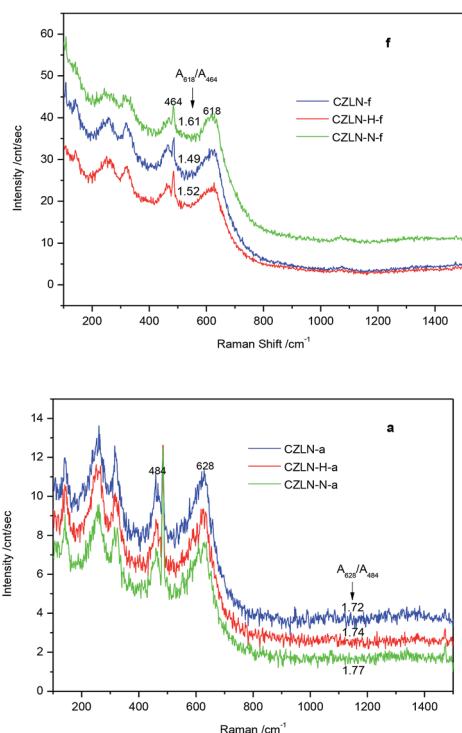 60
50
40
30
20
10
0
Intensity /cnt/sec
f
A618/A464
464
618
1.61
1.49
1.52
CZLN-f
CZLN-H-f
CZLN-N-f
200 400 600 800 1000 1200 1400
Raman Shift /cm-1
14
12
10
8
6
4
2
0
Intensity /cnt/sec
a
CZLN-a
CZLN-H-a
CZLN-N-a
484
628
A628/A484
1.72
1.74
1.77
200 400 600 800 1000 1200 1400
Raman /cm-1